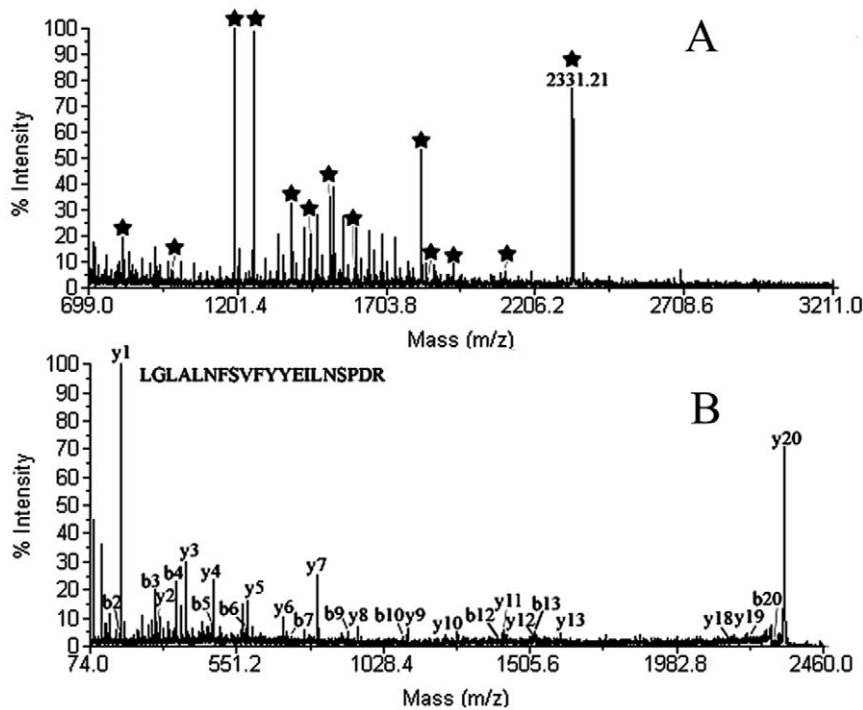 A
2331.21
% Intensity
100
90
80
70
60
50
40
30
20
10
0
699.0 1201.4 1703.8 2206.2 2708.6 3211.0
Mass (m/z)
y1
LGLALNFSVFYYEILNSPDR
B
y20
% Intensity
100
90
80
70
60
50
40
30
20
10
0
b2 b3 y2 b4 y3 b5 y4 b6 y5 y6 b7 y7 b9 y8 b10 y9 y10 b12 y11 y12 b13 y13 y18 y19 b20
74.0 551.2 1028.4 1505.6 1982.8 2460.0
Mass (m/z)